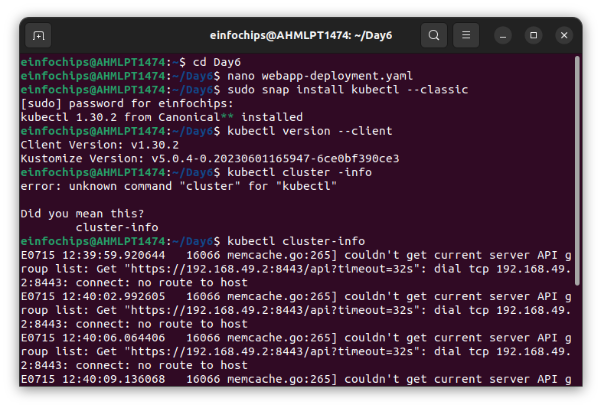 einfochips@AHMLPT1474: ~/Day6
einfochips@AHMLPT1474:~$ cd Day6
einfochips@AHMLPT1474:~/Day6$ nano webapp-deployment.yaml
einfochips@AHMLPT1474:~/Day6$ sudo snap install kubectl --classic
[sudo] password for einfochips:
kubectl 1.30.2 from Canonical** installed
einfochips@AHMLPT1474:~/Day6$ kubectl version --client
Client Version: v1.30.2
Kustomize Version: v5.0.4-0.20230601165947-6ce0bf390ce3
einfochips@AHMLPT1474:~/Day6$ kubectl cluster -info
error: unknown command "cluster" for "kubectl"
Did you mean this?
cluster-info
einfochips@AHMLPT1474:~/Day6$ kubectl cluster-info
E0715 12:39:59.920644   16066 memcache.go:265] couldn't get current server API g
roup list: Get "https://192.168.49.2:8443/api?timeout=32s": dial tcp 192.168.49.
2:8443: connect: no route to host
E0715 12:40:02.992605   16066 memcache.go:265] couldn't get current server API g
roup list: Get "https://192.168.49.2:8443/api?timeout=32s": dial tcp 192.168.49.
2:8443: connect: no route to host
E0715 12:40:06.064406   16066 memcache.go:265] couldn't get current server API g
roup list: Get "https://192.168.49.2:8443/api?timeout=32s": dial tcp 192.168.49.
2:8443: connect: no route to host
E0715 12:40:09.136068   16066 memcache.go:265] couldn't get current server API g